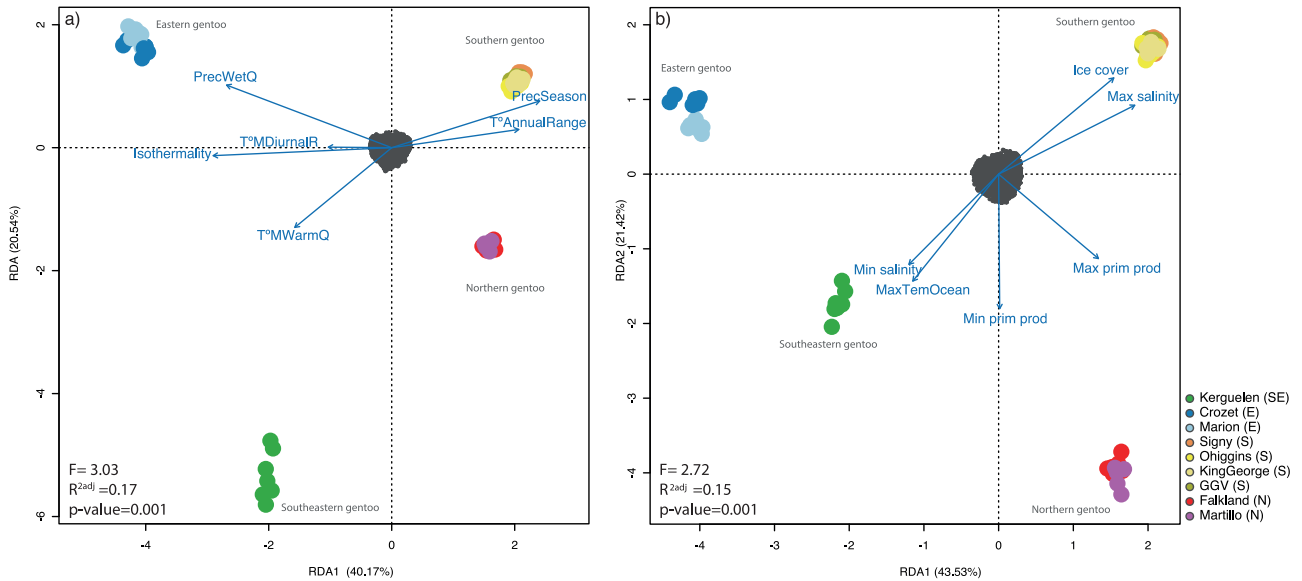 a)
Eastern gentoo
Southern gentoo
PrecWetQ
PrecSeason
T°AnnualRange
T°MDiurnalR
Isothermality
T°MWarmQ
Northern gentoo
Southeastern gentoo
F= 3.03
R²adj =0.17
p-value=0.001
2
0
-2
-4
-6
RDA (20.54%)
-4
-2
0
2
RDA1 (40.17%)
b)
Southern gentoo
Eastern gentoo
Ice cover
Max salinity
Min salinity
MaxTemOcean
Max prim prod
Min prim prod
Southeastern gentoo
Northern gentoo
F= 2.72
R²adj =0.15
p-value=0.001
2
1
0
-1
-2
-3
-4
RDA2 (21.42%)
-4
-3
-2
-1
0
1
2
RDA1 (43.53%)
Kerguelen (SE)
Crozet (E)
Marion (E)
Signy (S)
Ohiggins (S)
KingGeorge (S)
GGV (S)
Falkland (N)
Martillo (N)